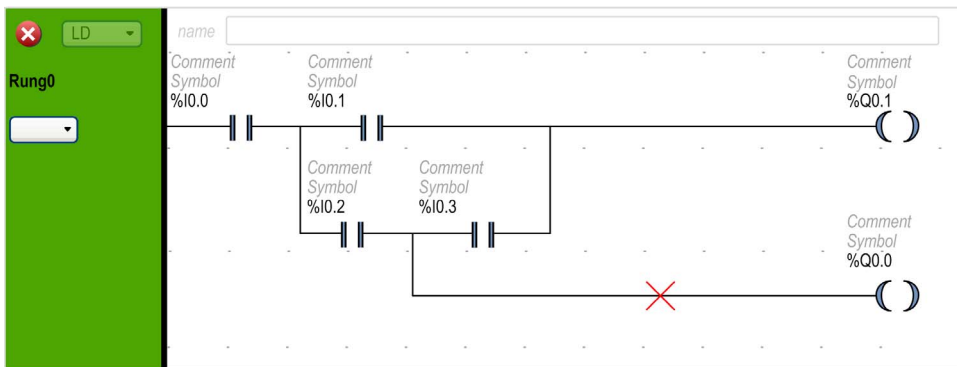 LD
name
Rung0
Comment
Symbol
%I0.0
Comment
Symbol
%I0.1
Comment
Symbol
%Q0.1
Comment
Symbol
%I0.2
Comment
Symbol
%I0.3
Comment
Symbol
%Q0.0